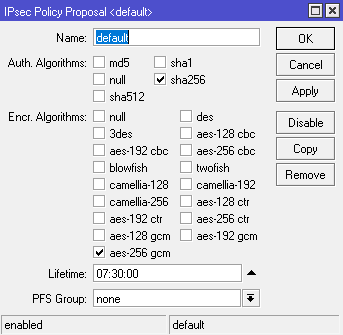 IPsec Policy Proposal <default>
Name: default
OK
Auth. Algorithms: md5 sha1
Cancel
null sha256
sha512
Apply
Encr. Algorithms: null des
Disable
3des aes-128 cbc
aes-192 cbc aes-256 cbc
Copy
blowfish twofish
Remove
camellia-128 camellia-192
camellia-256 aes-128 ctr
aes-192 ctr aes-256 ctr
aes-128 gcm aes-192 gcm
aes-256 gcm
Lifetime: 07:30:00
PFS Group: none
enabled default